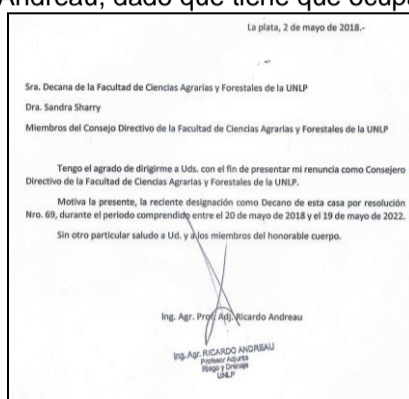 Andreau, dado que tiene que ocupa
La plata, 2 de mayo de 2018.-
Sra. Decana de la Facultad de Ciencias Agrarias y Forestales de la UNLP
Dra. Sandra Sharry
Miembros del Consejo Directivo de la Facultad de Ciencias Agrarias y Forestales de la UNLP
Tengo el agrado de dirigirme a Uds. con el fin de presentar mi renuncia como Consejero
Directivo de la Facultad de Ciencias Agrarias y Forestales de la UNLP.
Motiva la presente, la reciente designación como Decano de esta casa por resolución
Nro. 69, durante el periodo comprendido entre el 20 de mayo de 2018 y el 19 de mayo de 2022.
Sin otro particular saludo a Ud. y a los miembros del honorable cuerpo.
Ing. Agr. Prof. Adj. Ricardo Andreau
Ing. Agr. RICARDO ANDREAU
Profesor Adjunto
Riego y Drenaje
UNLP